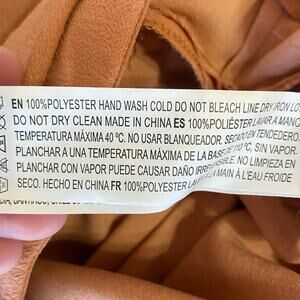 EN 100%POLYESTER HAND WASH COLD DO NOT BLEACH LINE DRY IRON LO
DO NOT DRY CLEAN MADE IN CHINA ES 100%POLIÉSTER LAVAR A MANO
TEMPERATURA MÁXIMA 40 ºC. NO USAR BLANQUEADOR. SECADO EN TENDEDERO.
PLANCHAR A UNA TEMPERATURA MÁXIMA DE LA BASE DE 110 ºC, SIN VAPOR.
PLANCHAR CON VAPOR PUEDE CAUSAR DAÑO IRREVERSIBLE. NO LIMPIEZA EN
SECO. HECHO EN CHINA FR 100%POLYESTER LAVAR À LA MAIN À L'EAU FROIDE